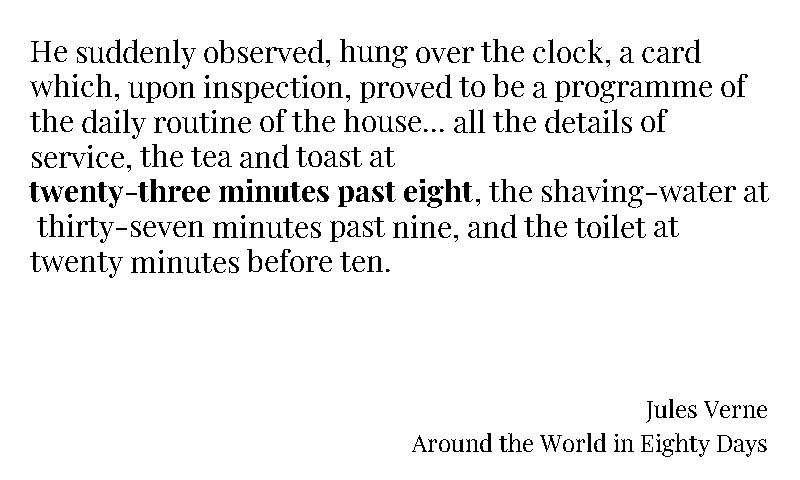 He suddenly observed, hung over the clock, a card
which, upon inspection, proved to be a programme of
the daily routine of the house... all the details of
service, the tea and toast at
twenty-three minutes past eight, the shaving-water at
thirty-seven minutes past nine, and the toilet at
twenty minutes before ten.
Jules Verne
Around the World in Eighty Days